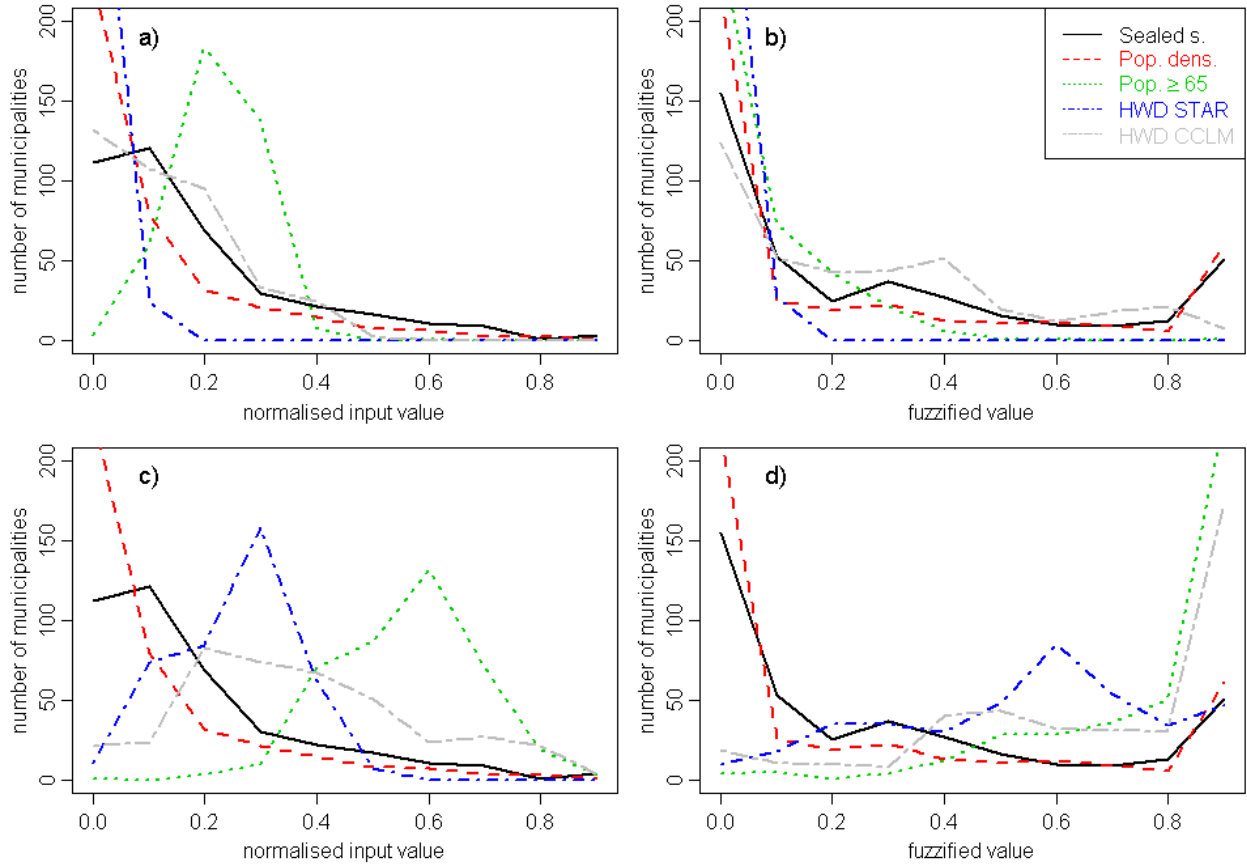 a)
number of municipalities
0 50 100 150 200
0.0 0.2 0.4 0.6 0.8
normalised input value
b)
number of municipalities
0 50 100 150 200
0.0 0.2 0.4 0.6 0.8
fuzzified value
Sealed s.
Pop. dens.
Pop. ≥ 65
HWD STAR
HWD CCLM
c)
number of municipalities
0 50 100 150 200
0.0 0.2 0.4 0.6 0.8
normalised input value
d)
number of municipalities
0 50 100 150 200
0.0 0.2 0.4 0.6 0.8
fuzzified value